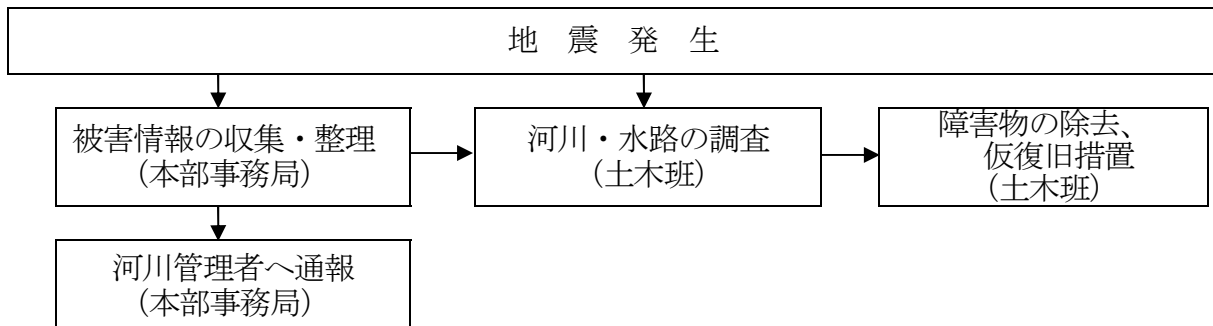 地　震　発　生
被害情報の収集・整理
（本部事務局）
河川・水路の調査
（土木班）
障害物の除去、
仮復旧措置
（土木班）
河川管理者へ通報
（本部事務局）